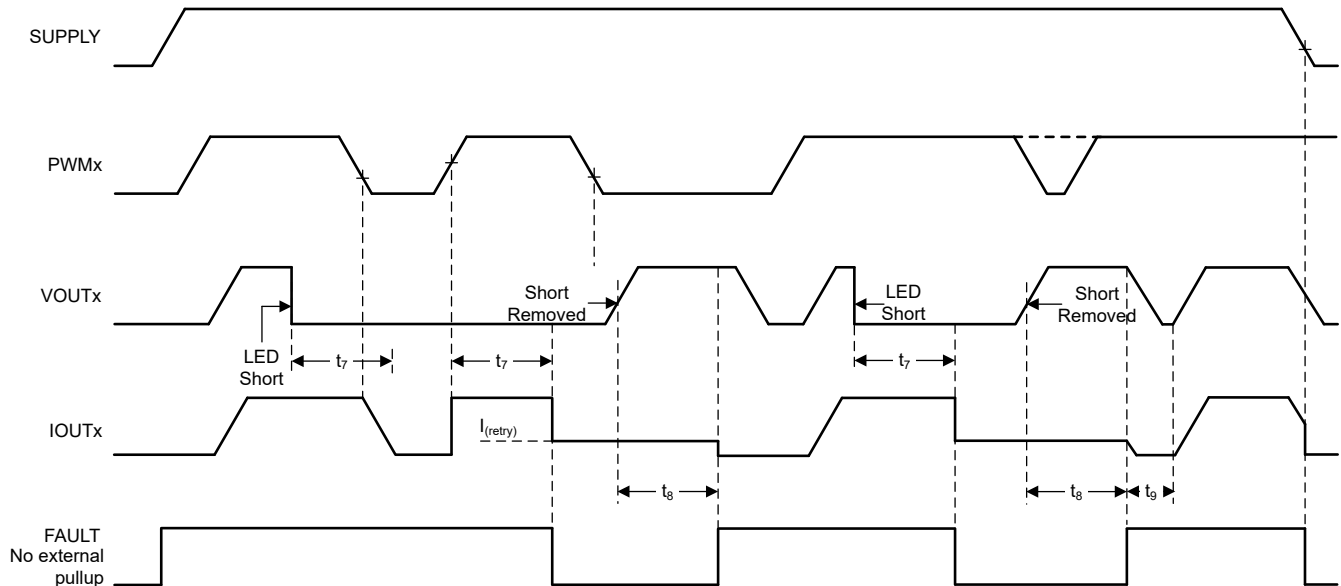 SUPPLY
PWMx
VOUTx
LED
Short
t7
t7
Short
Removed
LED
Short
t7
Short
Removed
IOUTx
I(retry)
t8
t8
t9
FAULT
No external
pullup